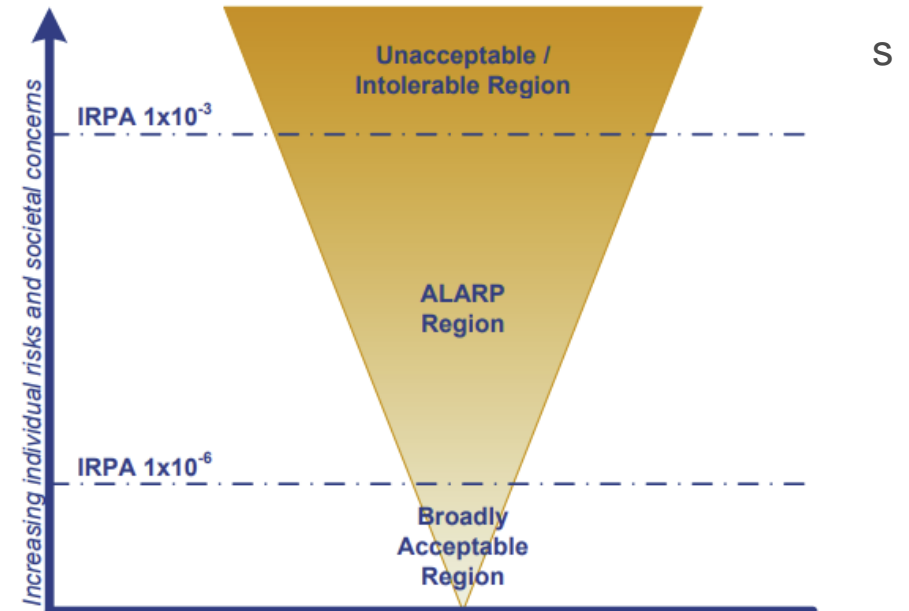 Unacceptable /
Intolerable Region
s
IRPA 1x10⁻³
ALARP
Region
IRPA 1x10⁻⁶
Broadly
Acceptable
Region
Increasing individual risks and societal concerns